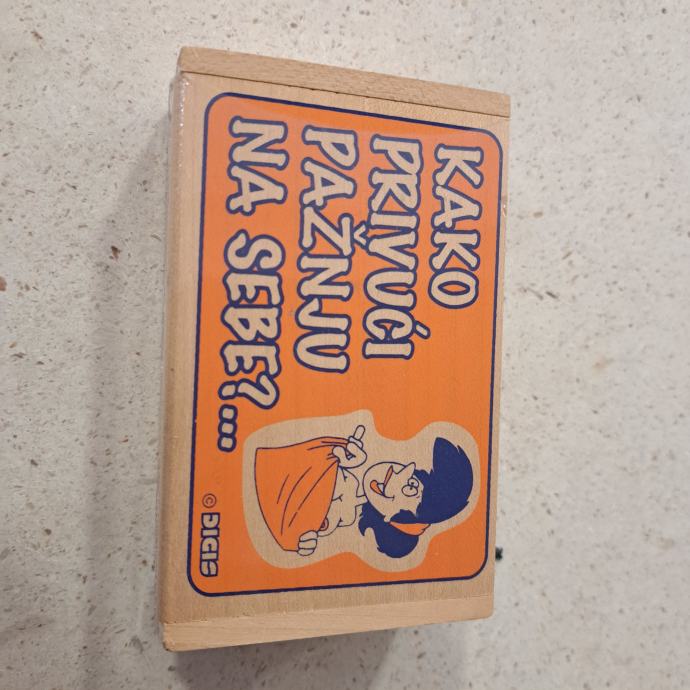 KAKO
PRIVUĆI
PAŽNJU
NA SEBE?...
© DIGIS